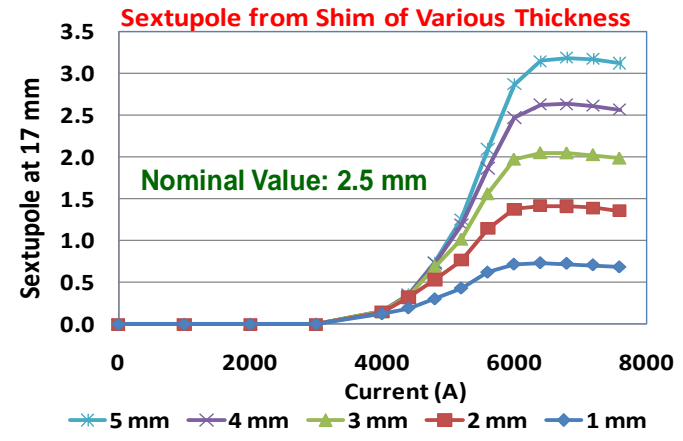 Sextupole from Shim of Various Thickness
3.5
3.0
2.5
2.0
1.5
1.0
0.5
0.0
Sextupole at 17 mm
Nominal Value: 2.5 mm
0 2000 4000 6000 8000
Current (A)
5 mm 4 mm 3 mm 2 mm 1 mm